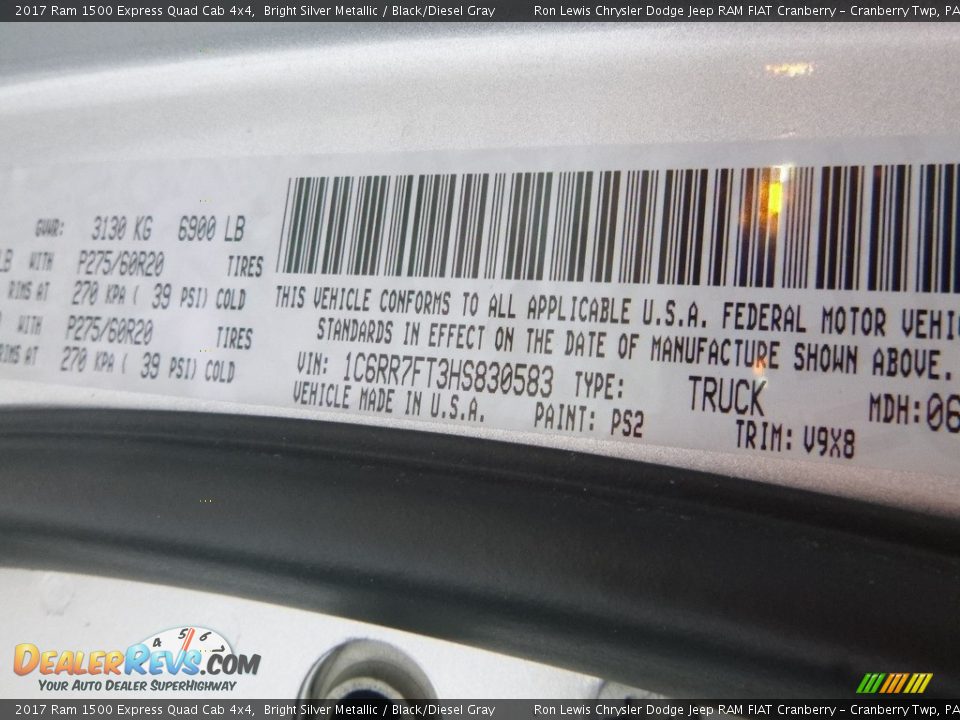 2017 Ram 1500 Express Quad Cab 4x4, Bright Silver Metallic / Black/Diesel Gray Ron Lewis Chrysler Dodge Jeep RAM FIAT Cranberry – Cranberry Twp, PA
GVWR: 3130 KG 6900 LB
LB WITH P275/60R20 TIRES
RIMS AT 270 KPA ( 39 PSI) COLD
WITH P275/60R20 TIRES
RIMS AT 270 KPA ( 39 PSI) COLD
THIS VEHICLE CONFORMS TO ALL APPLICABLE U.S.A. FEDERAL MOTOR VEHIC
STANDARDS IN EFFECT ON THE DATE OF MANUFACTURE SHOWN ABOVE.
VIN: 1C6RR7FT3HS830583 TYPE: TRUCK MDH: 06
VEHICLE MADE IN U.S.A. PAINT: PS2 TRIM: V9X8
4 5 6
DEALERREVS.COM
YOUR AUTO DEALER SUPERHIGHWAY
2017 Ram 1500 Express Quad Cab 4x4, Bright Silver Metallic / Black/Diesel Gray Ron Lewis Chrysler Dodge Jeep RAM FIAT Cranberry – Cranberry Twp, PA